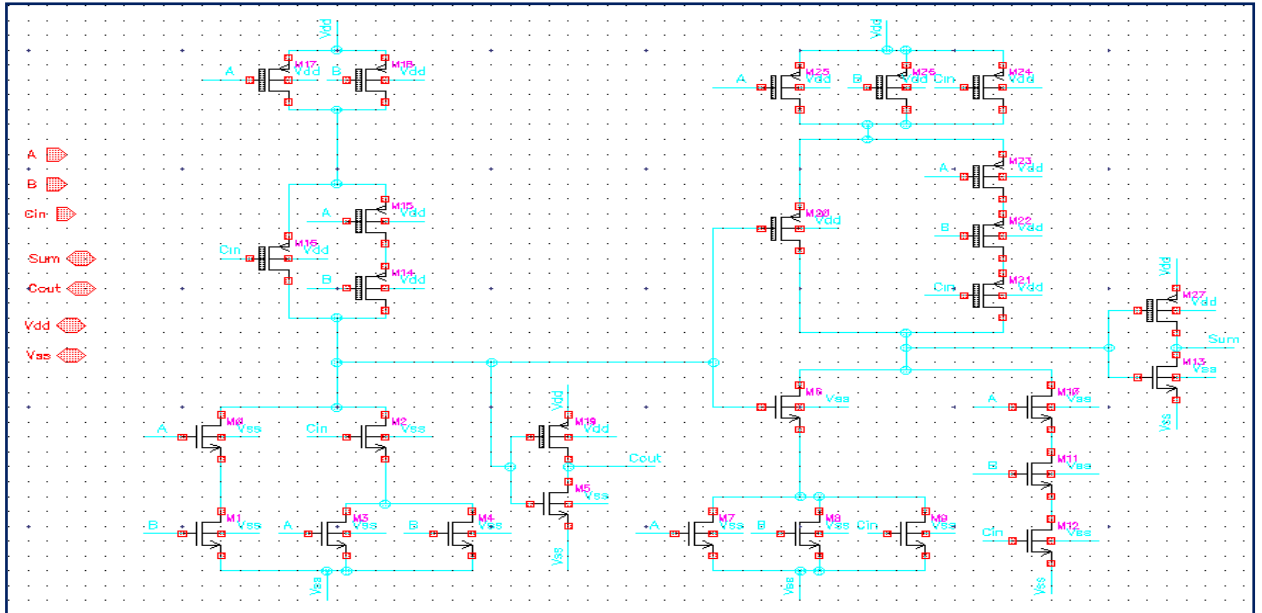 Vdd
Vdd
A M17 Vdd B M18 Vdd
A M25 Vdd B M26 Vdd Cin M24 Vdd
A
B
Cin
Sum
Cout
Vdd
Vss
A M23 Vdd
A M15 Vdd
M20 Vdd
B M22 Vdd
Cin M16 Vdd
B M14 Vdd
Cin M21 Vdd
Vdd
M27 Vdd
Sum
M13 Vss
Vss
Vdd
A M0 Vss
Cin M2 Vss
M19 Vdd
M6 Vss
A M10 Vss
Cout
B M11 Vss
M5 Vss
B M1 Vss
A M3 Vss
B M4 Vss
A M7 Vss
B M8 Vss
Cin M9 Vss
Cin M12 Vss
Vss
Vss
Vss
Vss